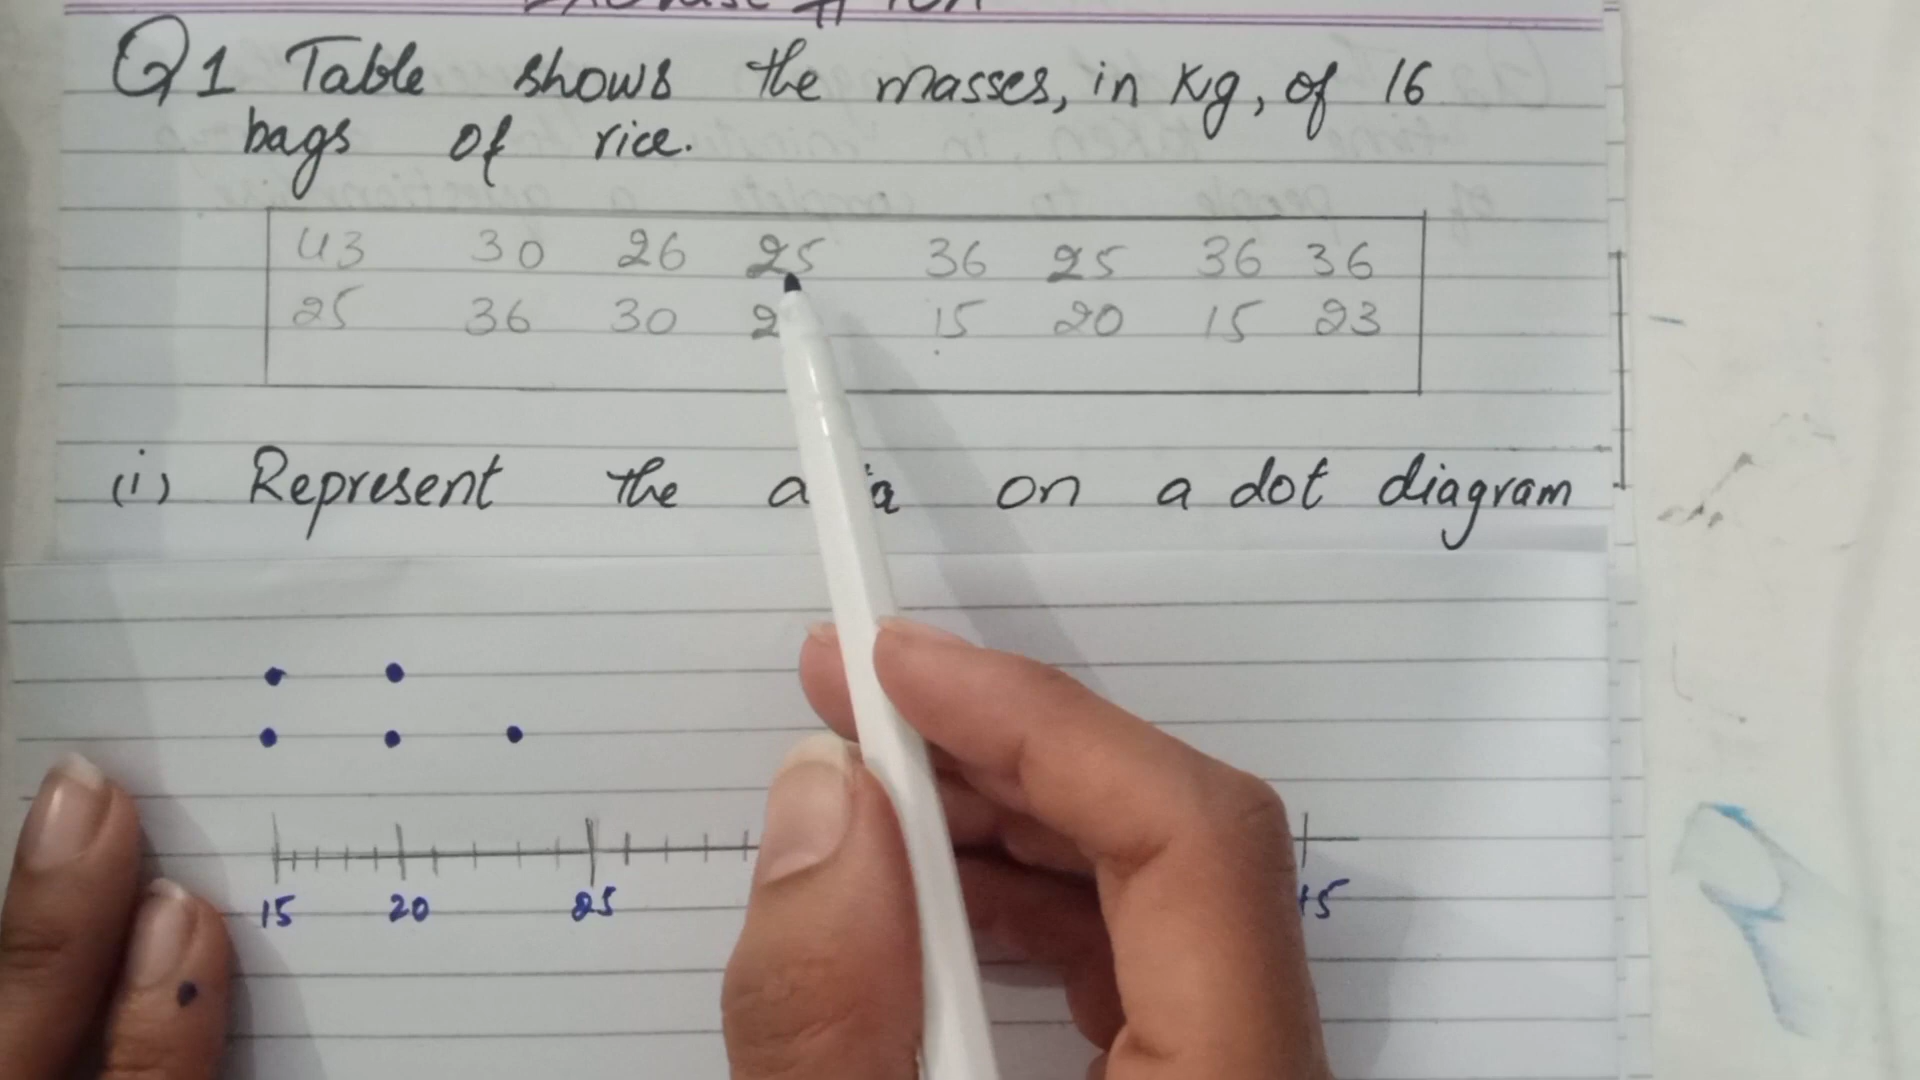 Q1 Table shows the masses, in Kg, of 16
bags of rice.
43 30 26 25 36 25 36 36
25 36 30 15 20 15 23
(i) Represent the on a dot diagram
15 20 25